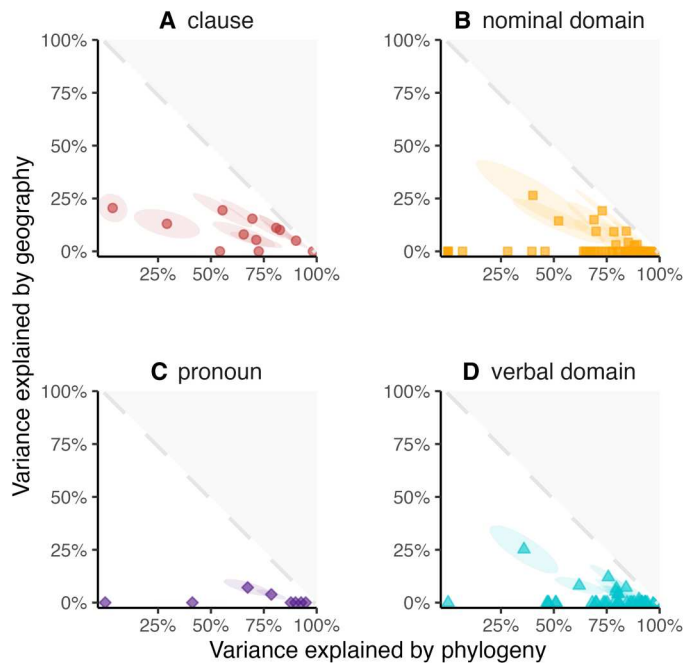 A clause
B nominal domain
100%
75%
50%
25%
0%
25% 50% 75% 100%
100%
75%
50%
25%
0%
25% 50% 75% 100%
C pronoun
D verbal domain
100%
75%
50%
25%
0%
25% 50% 75% 100%
100%
75%
50%
25%
0%
25% 50% 75% 100%
Variance explained by geography
Variance explained by phylogeny